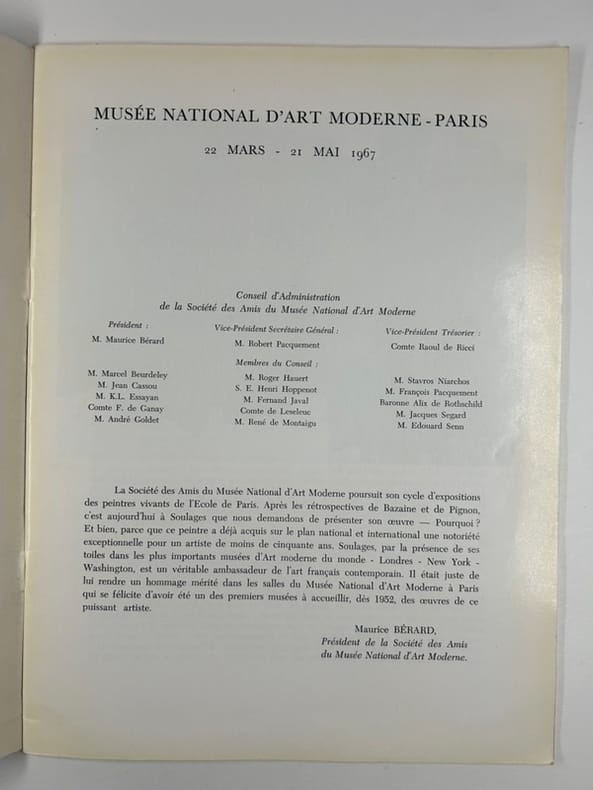 MUSÉE NATIONAL D'ART MODERNE - PARIS
22 MARS - 21 MAI 1967
Conseil d'Administration
de la Société des Amis du Musée National d'Art Moderne
Président :
M. Maurice Bérard
Vice-Président Secrétaire Général :
M. Robert Pacquement
Vice-Président Trésorier :
Comte Raoul de Ricci
Membres du Conseil :
M. Marcel Beurdeley
M. Jean Cassou
M. K.L. Essayan
Comte F. de Ganay
M. André Goldet
M. Roger Hauert
S. E. Henri Hoppenot
M. Fernand Javal
Comte de Leseleuc
M. René de Montaigu
M. Stavros Niarchos
M. François Pacquement
Baronne Alix de Rothschild
M. Jacques Segard
M. Edouard Senn
La Société des Amis du Musée National d'Art Moderne poursuit son cycle d'expositions
des peintres vivants de l'Ecole de Paris. Après les rétrospectives de Bazaine et de Pignon,
c'est aujourd'hui à Soulages que nous demandons de présenter son œuvre — Pourquoi ?
Et bien, parce que ce peintre a déjà acquis sur le plan national et international une notoriété
exceptionnelle pour un artiste de moins de cinquante ans. Soulages, par la présence de ses
toiles dans les plus importants musées d'Art moderne du monde - Londres - New York -
Washington, est un véritable ambassadeur de l'art français contemporain. Il était juste de
lui rendre un hommage mérité dans les salles du Musée National d'Art Moderne à Paris
qui se félicite d'avoir été un des premiers musées à accueillir, dès 1952, des œuvres de ce
puissant artiste.
Maurice BÉRARD,
Président de la Société des Amis
du Musée National d'Art Moderne.